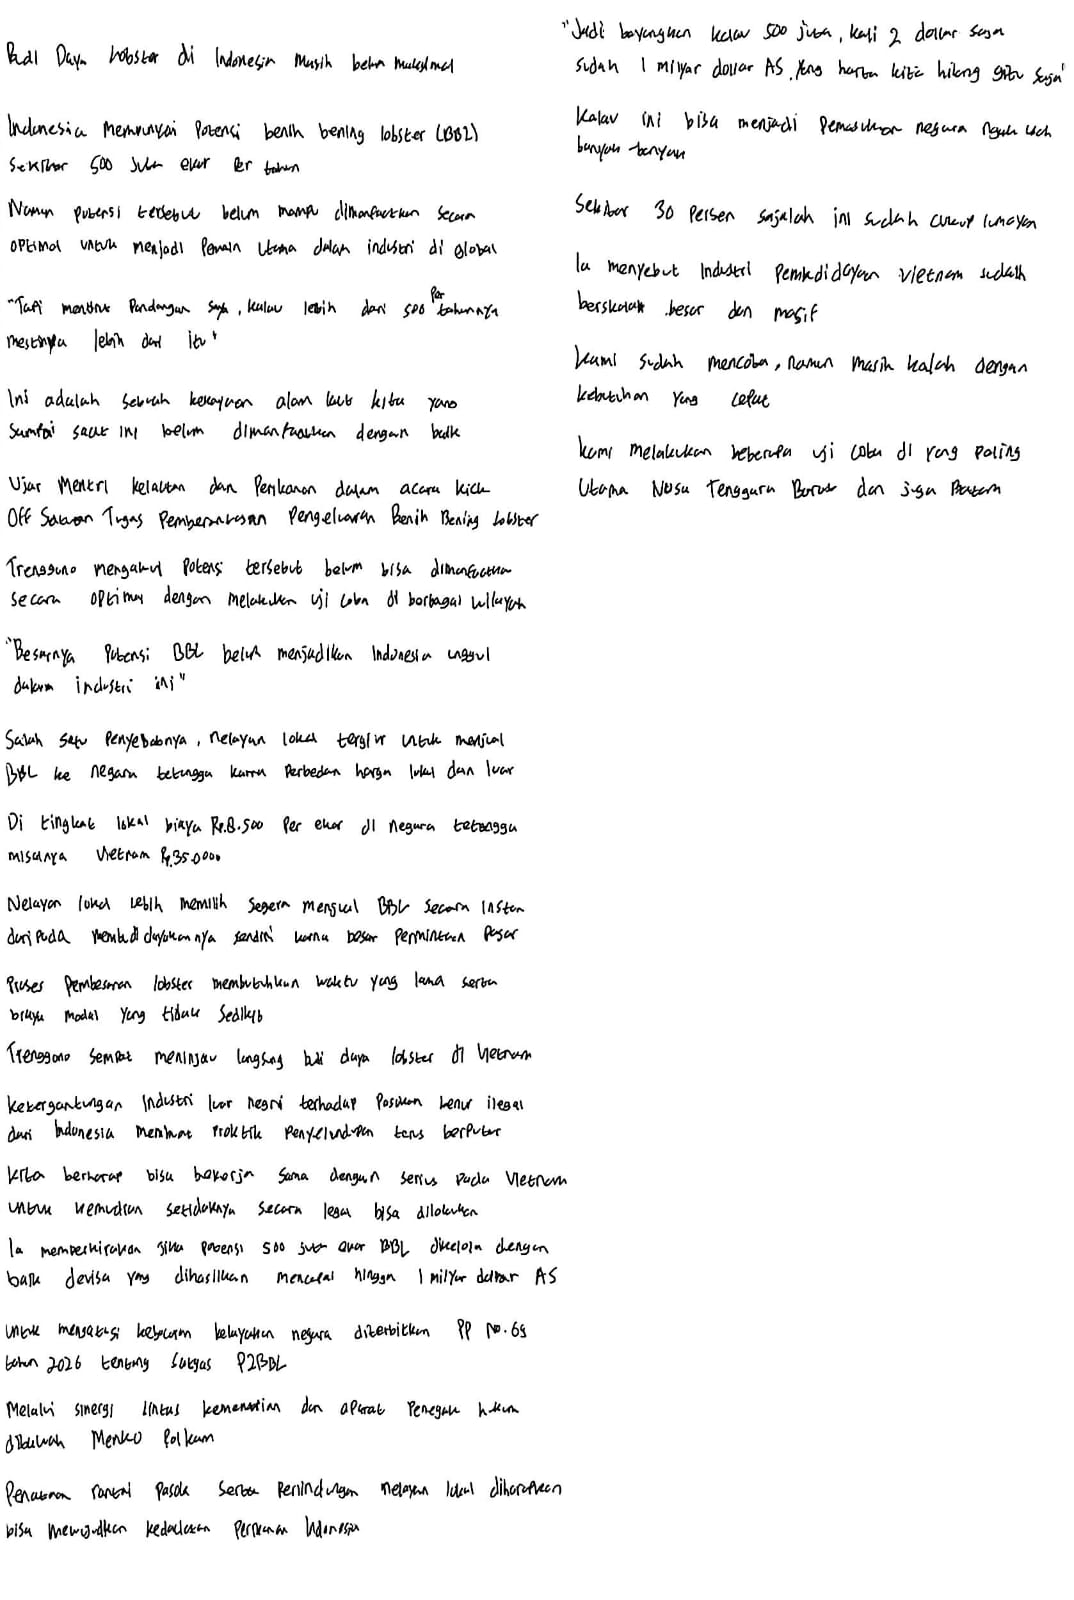 Budi Daya Lobster di Indonesia Masih belum maksimal
Indonesia mempunyai Potensi benih bening lobster (BBL)
Sekitar 500 Juta ekor Per tahun
Namun potensi tersebut belum mampu dimanfaatkan secara
optimal untuk menjadi Pemain Utama dalam industri di global
"Tapi menurut Pandangan saya, kalau lebih dari 500 Per tahunnya
mestinya lebih dari itu"
Ini adalah sebuah kekayaan alam laut kita yang
Sampai saat ini belum dimanfaatkan dengan baik
Ujar Mentri kelautan dan Perikanan dalam acara kick
Off Satuan Tugas Pemberantasan Pengeluaran Benih Bening Lobster
Trenggono mengakui Potensi tersebut belum bisa dimanfaatkan
secara optimal dengan melakukan uji coba di berbagai wilayah
"Besarnya Potensi BBL belum menjadikan Indonesia unggul
dalam industri ini"
Salah satu Penyebabnya, nelayan lokal tergiur untuk menjual
BBL ke negara tetangga karna Perbedaan harga lokal dan luar
Di tingkat lokal biaya Rp.8.500 Per ekor di negara tetangga
misalnya Vietnam Rp.35.0000
Nelayan lokal lebih memilih segera menjual BBL secara Instan
daripada membudidayakannya sendiri karna besar Permintaan Pasar
Proses Pembesaran lobster membutuhkan waktu yang lama serta
biaya modal yang tidak Sedikit
Trenggono sempat meninjau langsung budi daya lobster di Vietnam
ketergantungan Industri luar negri terhadap Pasokan benur ilegal
dari Indonesia membuat Praktik Penyelundupan terus berputar
kita berharap bisa bekerja sama dengan serius Pada Vietnam
untuk kemudian setidaknya secara legal bisa dilakukan
Ia memperkirakan jika potensi 500 juta ekor BBL dikelola dengan
baik devisa yang dihasilkan mencapai hingga 1 milyar dollar AS
untuk mengatasi kebocoran kekayaan negara diterbitkan PP No.69
tahun 2026 tentang Satgas P2BBL
Melalui sinergi lintas kementrian dan aparat Penegak hukum
dibawah Menko Polkam
Penataan rantai Pasok serta Perlindungan nelayan lokal diharapkan
bisa mewujudkan kedaulatan Perikanan Indonesia
"Jadi bayangkan kalau 500 juta, kali 2 dollar saja
sudah 1 milyar dollar AS. Yang harta kita hilang gitu saja"
Kalau ini bisa menjadi Pemasukan negara nggak usah
banyak-banyak
Sekitar 30 Persen sajalah ini sudah cukup lumayan
Ia menyebut Industri Pembudidayaan Vietnam sudah
berskala besar dan masif
kami sudah mencoba, namun masih kalah dengan
kebutuhan yang cepat
kami melakukan beberapa uji coba di yang paling
Utama Nusa Tenggara Barat dan juga Batam